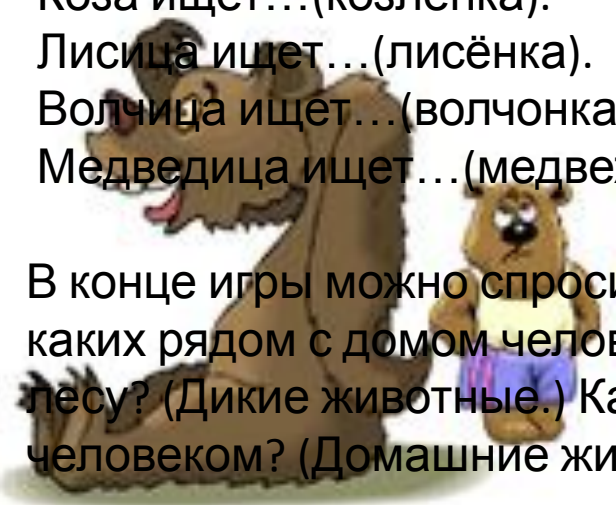 Коза ищет…(козлёнка).
Лисица ищет…(лисёнка).
Волчица ищет…(волчонка
Медведица ищет…(медве
В конце игры можно спроси
каких рядом с домом челов
лесу? (Дикие животные.) Ка
человеком? (Домашние жи